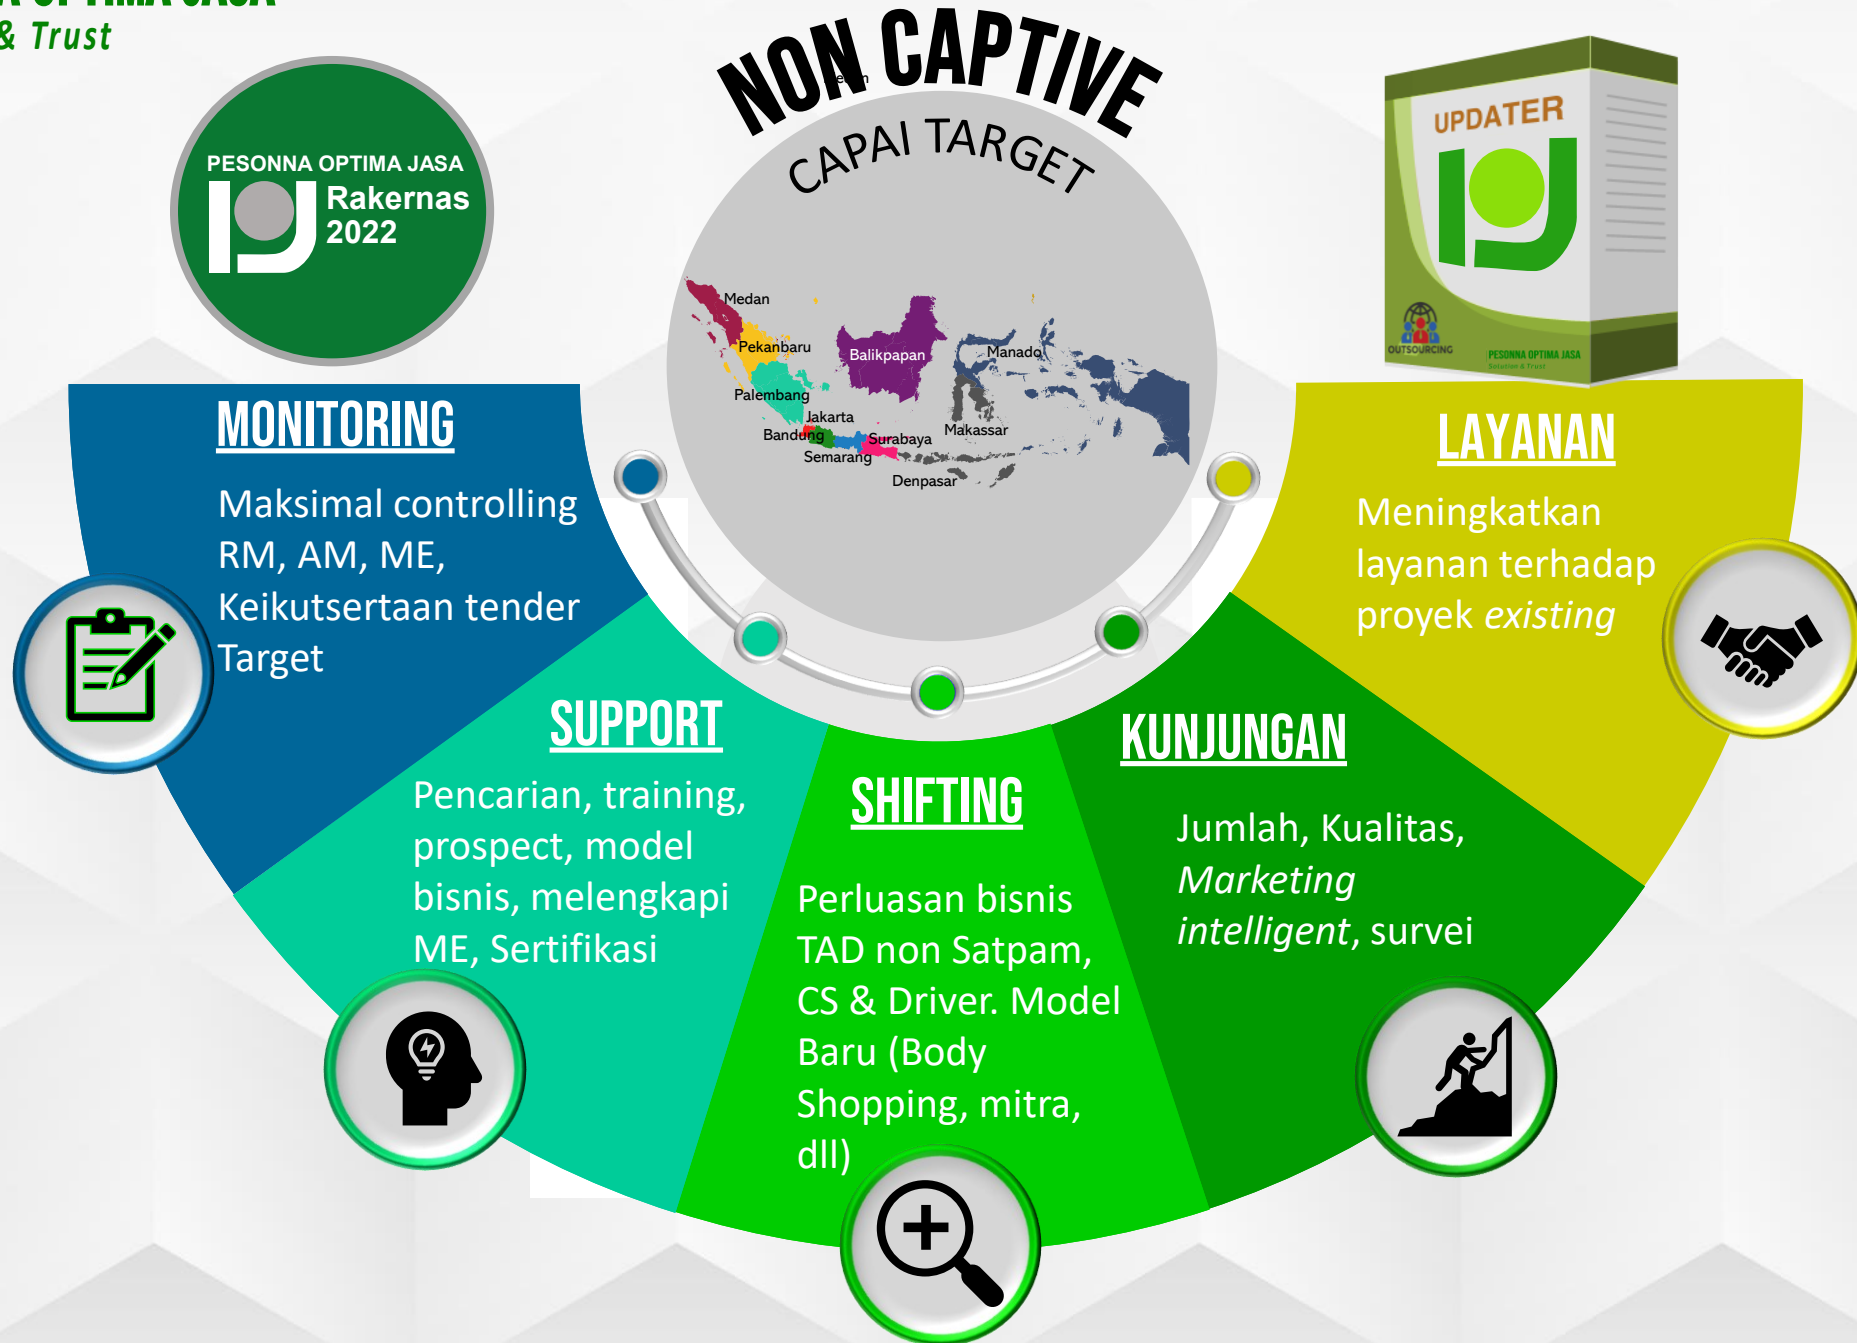 & Trust
NON CAPTIVE
CAPAI TARGET
PESONNA OPTIMA JASA
Rakernas
2022
UPDATER
OUTSOURCING
PESONNA OPTIMA JASA
Solution & Trust
Medan
Pekanbaru
Palembang
Jakarta
Bandung
Semarang
Surabaya
Denpasar
Balikpapan
Manado
Makassar
MONITORING
Maksimal controlling
RM, AM, ME,
Keikutsertaan tender
Target
SUPPORT
Pencarian, training,
prospect, model
bisnis, melengkapi
ME, Sertifikasi
SHIFTING
Perluasan bisnis
TAD non Satpam,
CS & Driver. Model
Baru (Body
Shopping, mitra,
dll)
KUNJUNGAN
Jumlah, Kualitas,
Marketing
intelligent, survei
LAYANAN
Meningkatkan
layanan terhadap
proyek existing